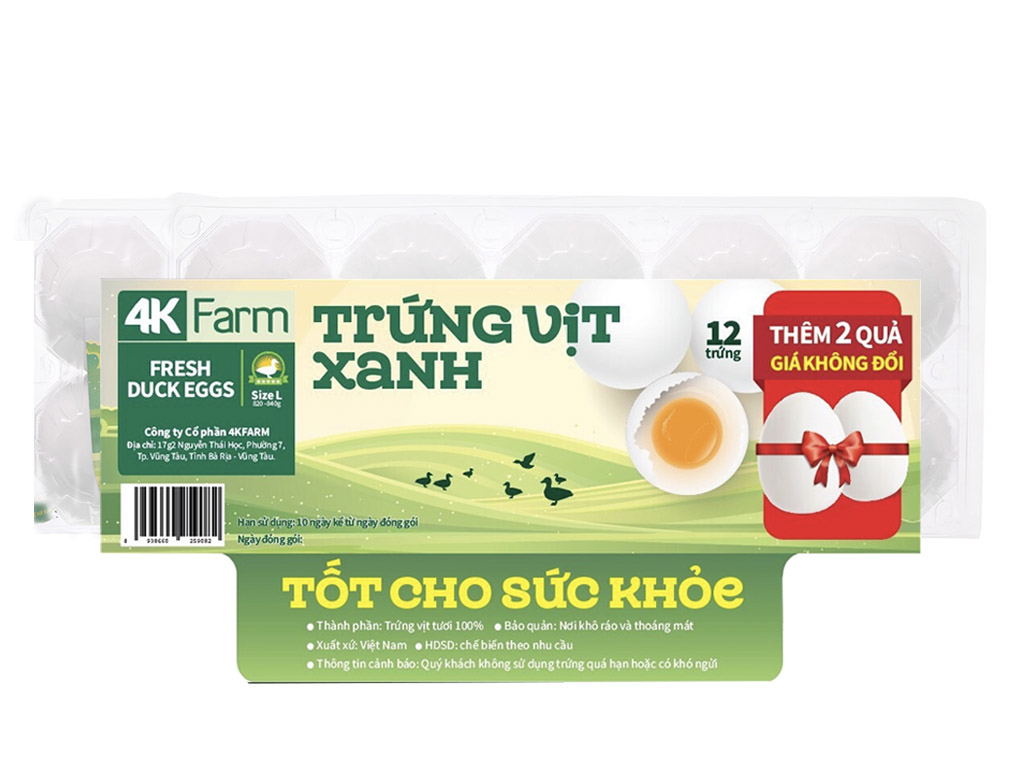 4K Farm
FRESH
DUCK EGGS
Size L
820 - 840g
Công ty Cổ phần 4KFARM
Địa chỉ: 17g2 Nguyễn Thái Học, Phường 7,
Tp. Vũng Tàu, Tỉnh Bà Rịa - Vũng Tàu.
8 938660 259082
TRỨNG VỊT
XANH
12
trứng
THÊM 2 QUẢ
GIÁ KHÔNG ĐỔI
Hạn sử dụng: 10 ngày kể từ ngày đóng gói
Ngày đóng gói:
TỐT CHO SỨC KHỎE
● Thành phần: Trứng vịt tươi 100% ● Bảo quản: Nơi khô ráo và thoáng mát
● Xuất xứ: Việt Nam ● HDSD: chế biến theo nhu cầu
● Thông tin cảnh báo: Quý khách không sử dụng trứng quá hạn hoặc có khó ngửi